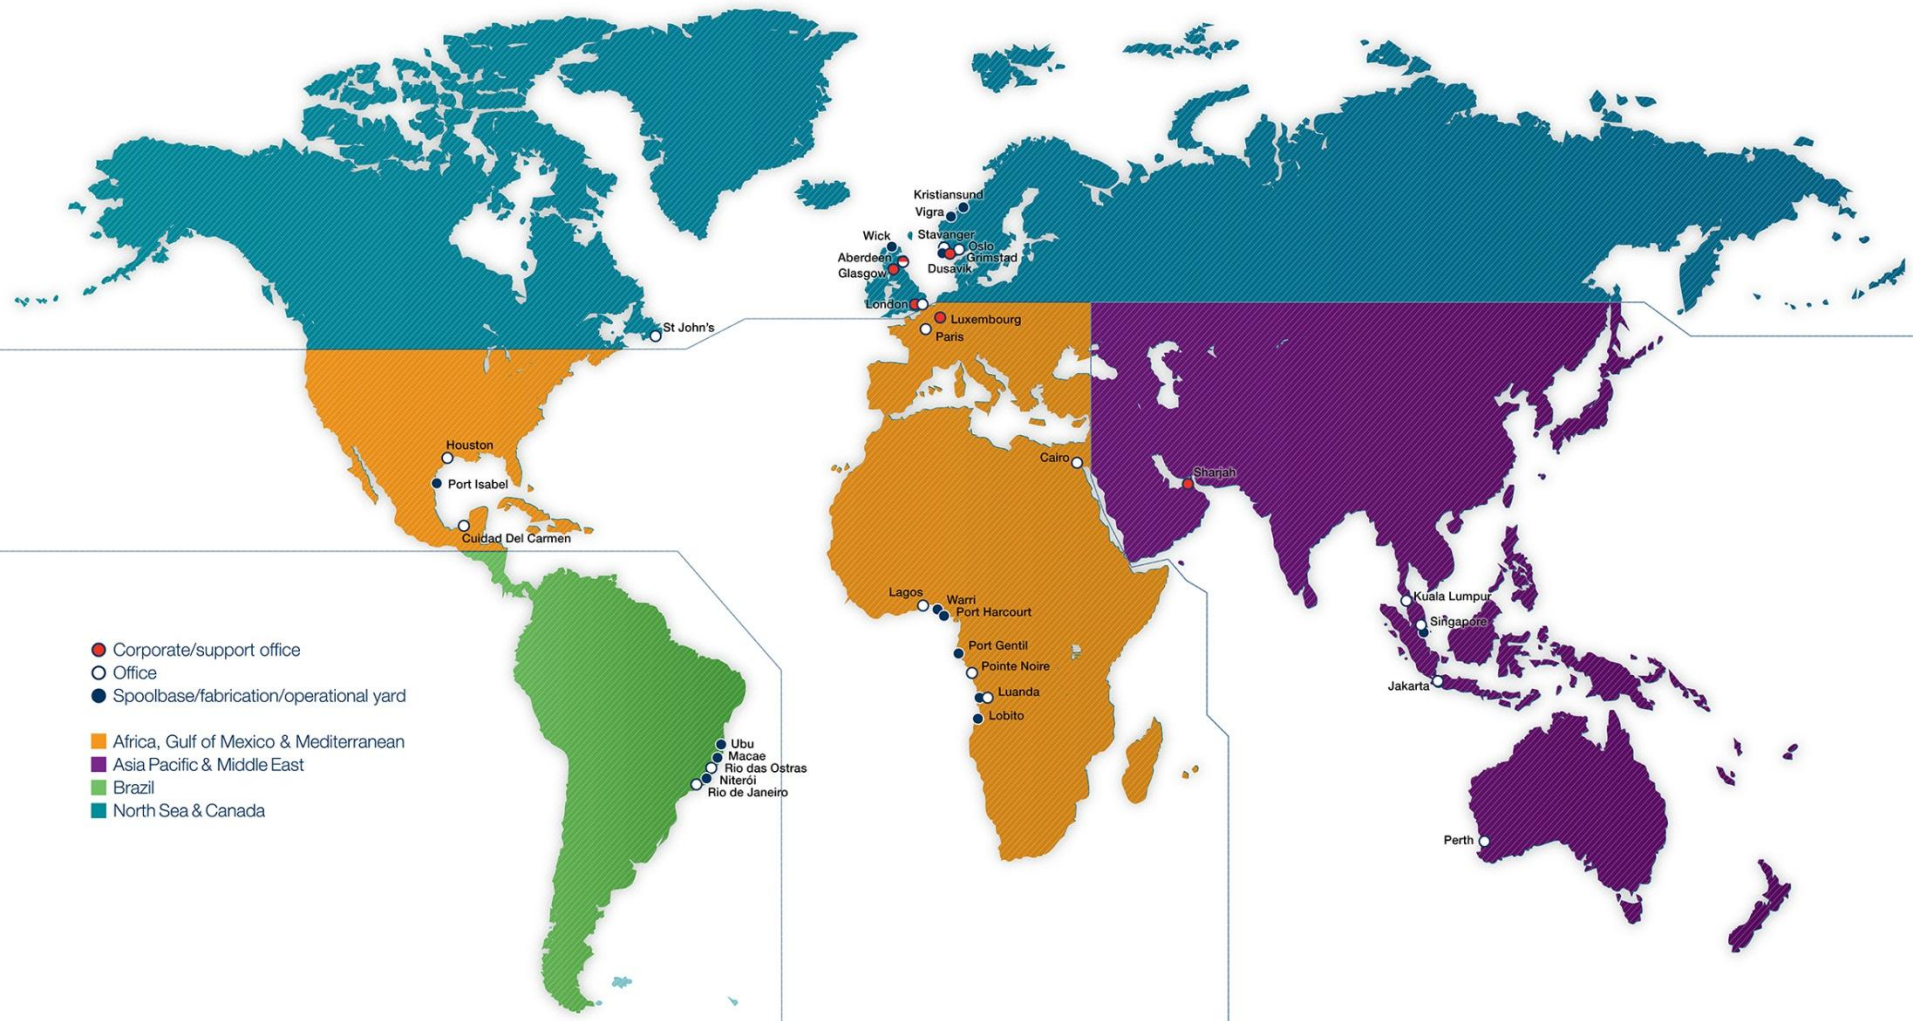 Kristiansund
Vigra
Wick
Stavanger
Oslo
Aberdeen
Grimstad
Glasgow
Dusavik
London
St John's
Luxembourg
Paris
Houston
Cairo
Port Isabel
Sharjah
Cuidad Del Carmen
Lagos
Warri
Port Harcourt
Kuala Lumpur
Singapore
Port Gentil
Pointe Noire
Jakarta
Luanda
Lobito
Corporate/support office
Office
Spoolbase/fabrication/operational yard
Africa, Gulf of Mexico & Mediterranean
Asia Pacific & Middle East
Brazil
North Sea & Canada
Ubu
Macae
Rio das Ostras
Niterói
Rio de Janeiro
Perth